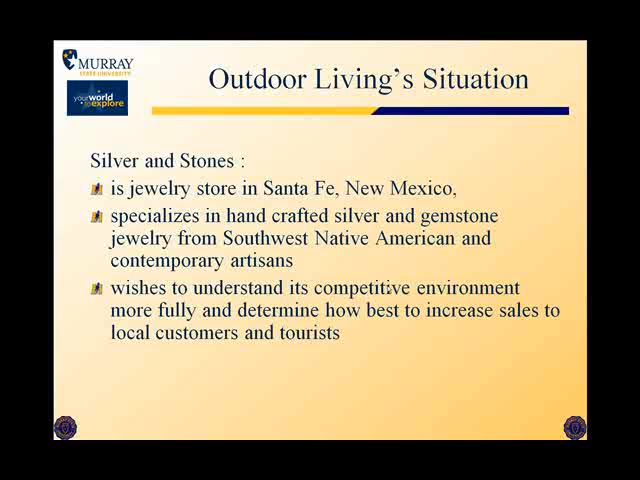 MURRAY
STATE UNIVERSITY
your world
to explore
Outdoor Living's Situation
Silver and Stones :
is jewelry store in Santa Fe, New Mexico,
specializes in hand crafted silver and gemstone
jewelry from Southwest Native American and
contemporary artisans
wishes to understand its competitive environment
more fully and determine how best to increase sales to
local customers and tourists